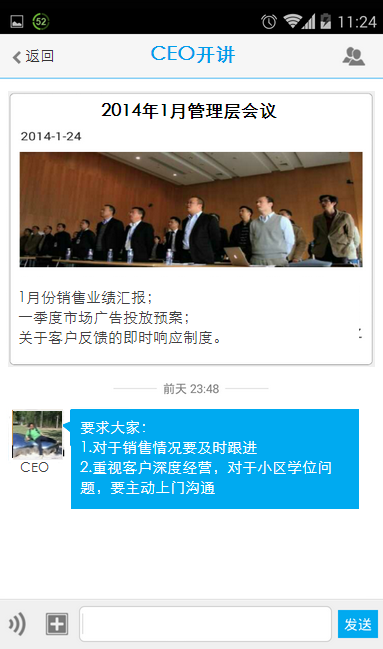 52
11:24
返回
CEO开讲
2014年1月管理层会议
2014-1-24
1月份销售业绩汇报；
一季度市场广告投放预案；
关于客户反馈的即时响应制度。
前天 23:48
要求大家：
1.对于销售情况要及时跟进
2.重视客户深度经营，对于小区学位问
题，要主动上门沟通
CEO
发送